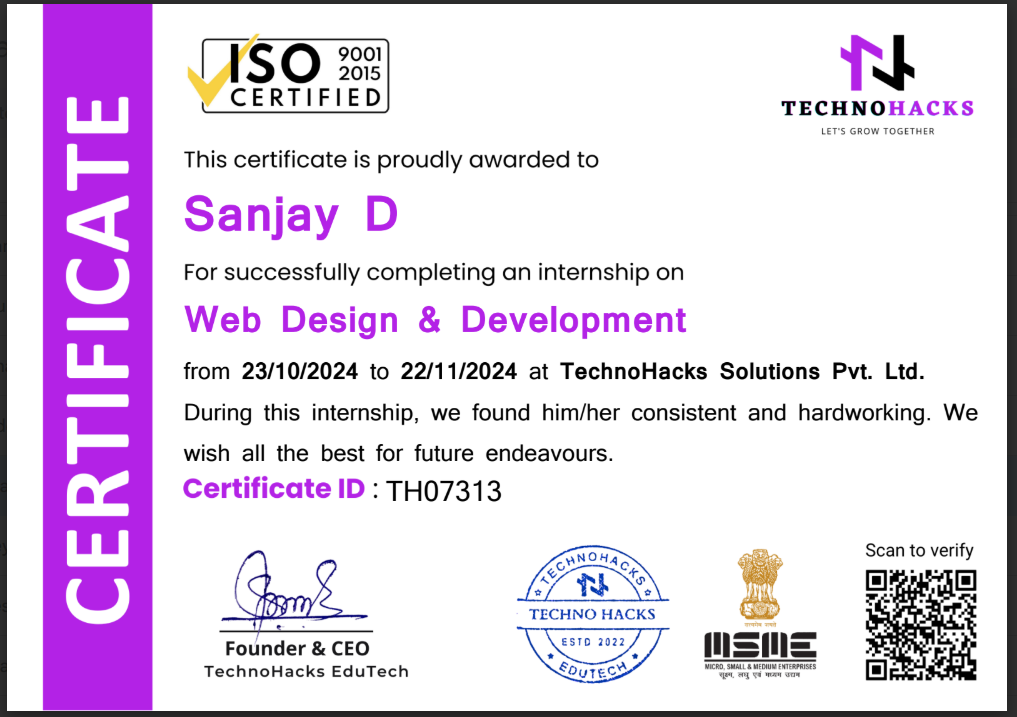 CERTIFICATE
ISO 9001
2015
CERTIFIED
TECHNOHACKS
LET'S GROW TOGETHER
This certificate is proudly awarded to
Sanjay D
For successfully completing an internship on
Web Design & Development
from 23/10/2024 to 22/11/2024 at TechnoHacks Solutions Pvt. Ltd.
During this internship, we found him/her consistent and hardworking. We
wish all the best for future endeavours.
Certificate ID : TH07313
Founder & CEO
TechnoHacks EduTech
TECHNOHACKS
TECHNO HACKS
ESTD 2022
EDUTECH
सत्यमेव जयते
MSME
MICRO, SMALL & MEDIUM ENTERPRISES
सूक्ष्म, लघु एवं मध्यम उद्यम
Scan to verify